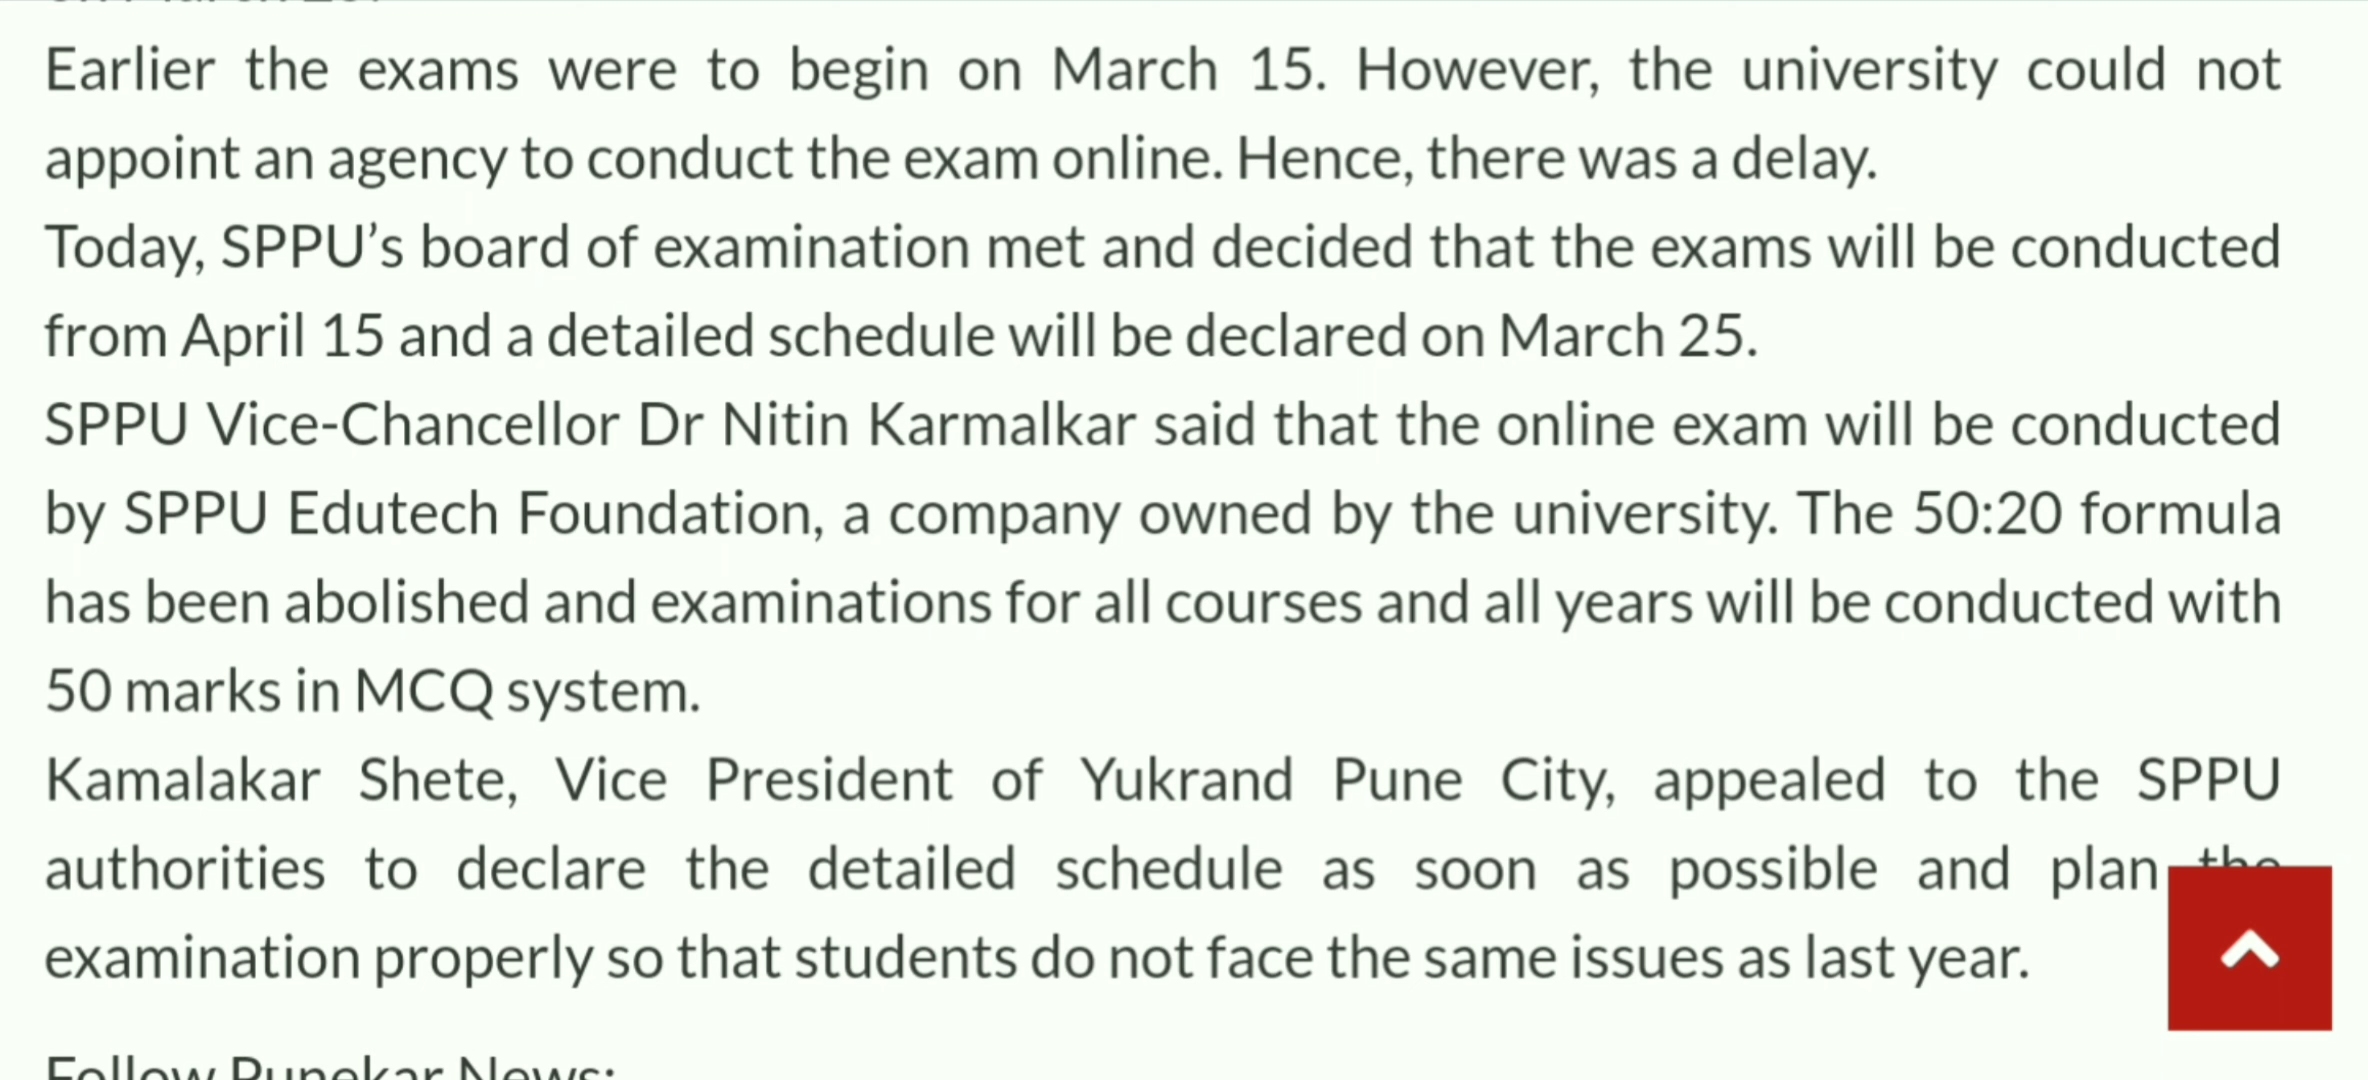 Earlier the exams were to begin on March 15. However, the university could not
appoint an agency to conduct the exam online. Hence, there was a delay.
Today, SPPU’s board of examination met and decided that the exams will be conducted
from April 15 and a detailed schedule will be declared on March 25.
SPPU Vice-Chancellor Dr Nitin Karmalkar said that the online exam will be conducted
by SPPU Edutech Foundation, a company owned by the university. The 50:20 formula
has been abolished and examinations for all courses and all years will be conducted with
50 marks in MCQ system.
Kamalakar Shete, Vice President of Yukrand Pune City, appealed to the SPPU
authorities to declare the detailed schedule as soon as possible and plan the
examination properly so that students do not face the same issues as last year.
Follow Punekar News: